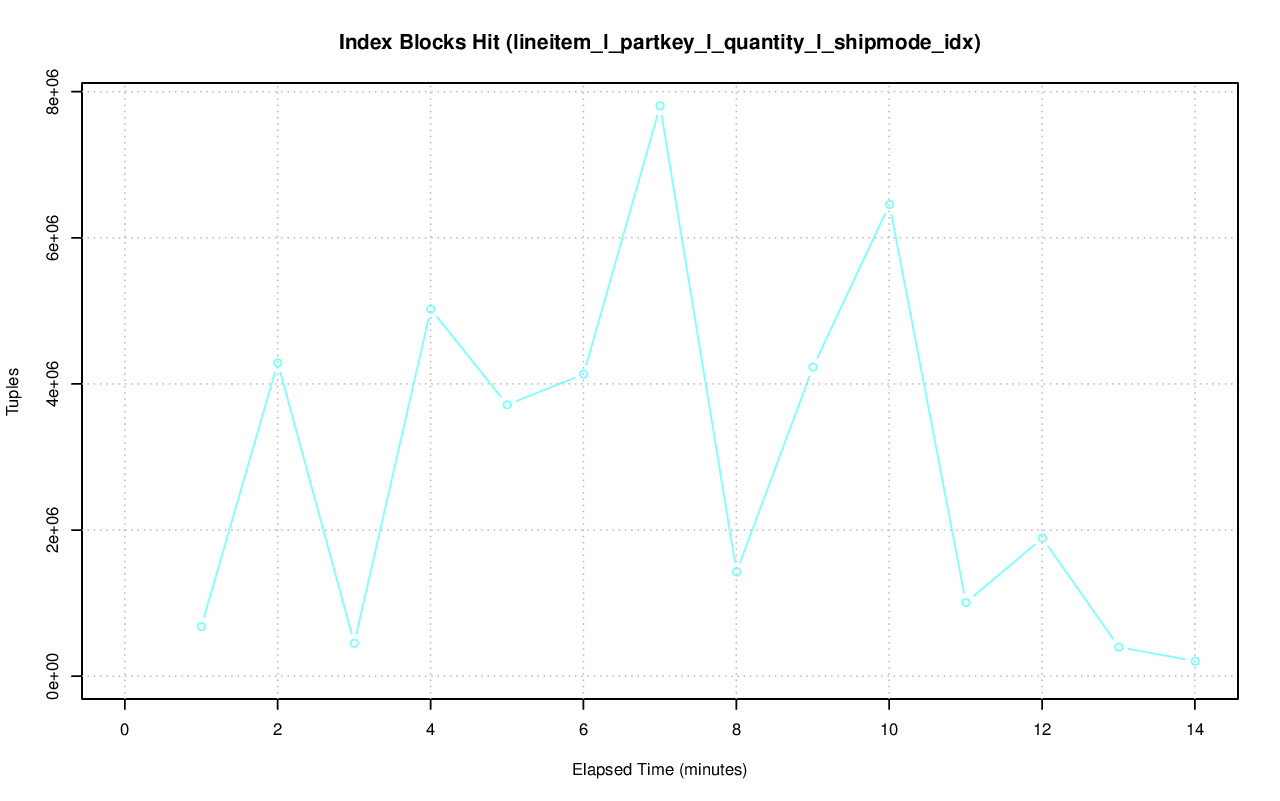 Index Blocks Hit (lineitem_l_partkey_l_quantity_l_shipmode_idx)
8e+06
6e+06
4e+06
2e+06
0e+00
Tuples
0 2 4 6 8 10 12 14
Elapsed Time (minutes)